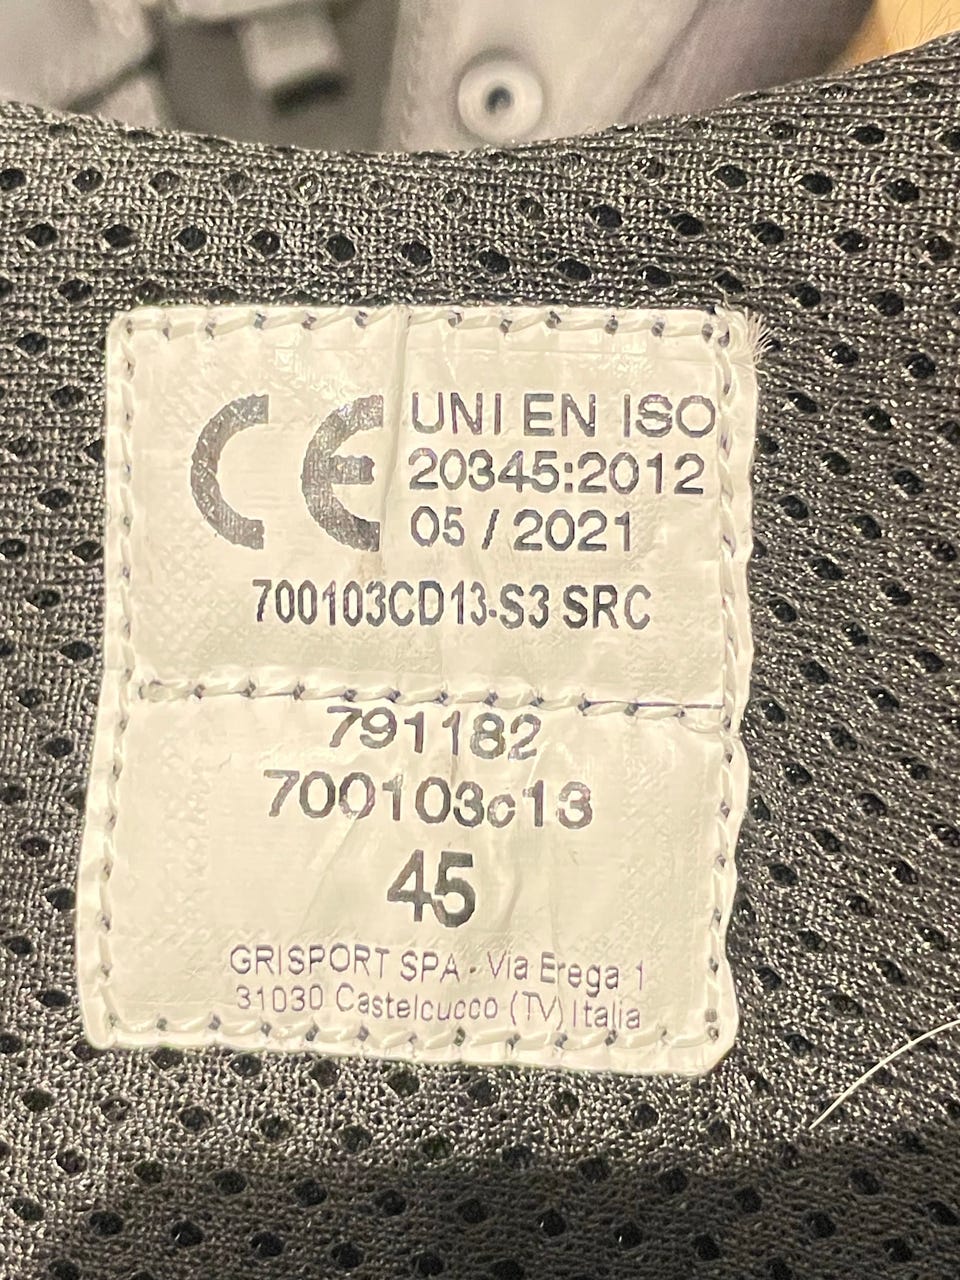 CE UNI EN ISO
20345:2012
05 / 2021
700103CD13-S3 SRC
791182
700103c13
45
GRISPORT SPA - Via Erega 1
31030 Castelcucco (TV) Italia